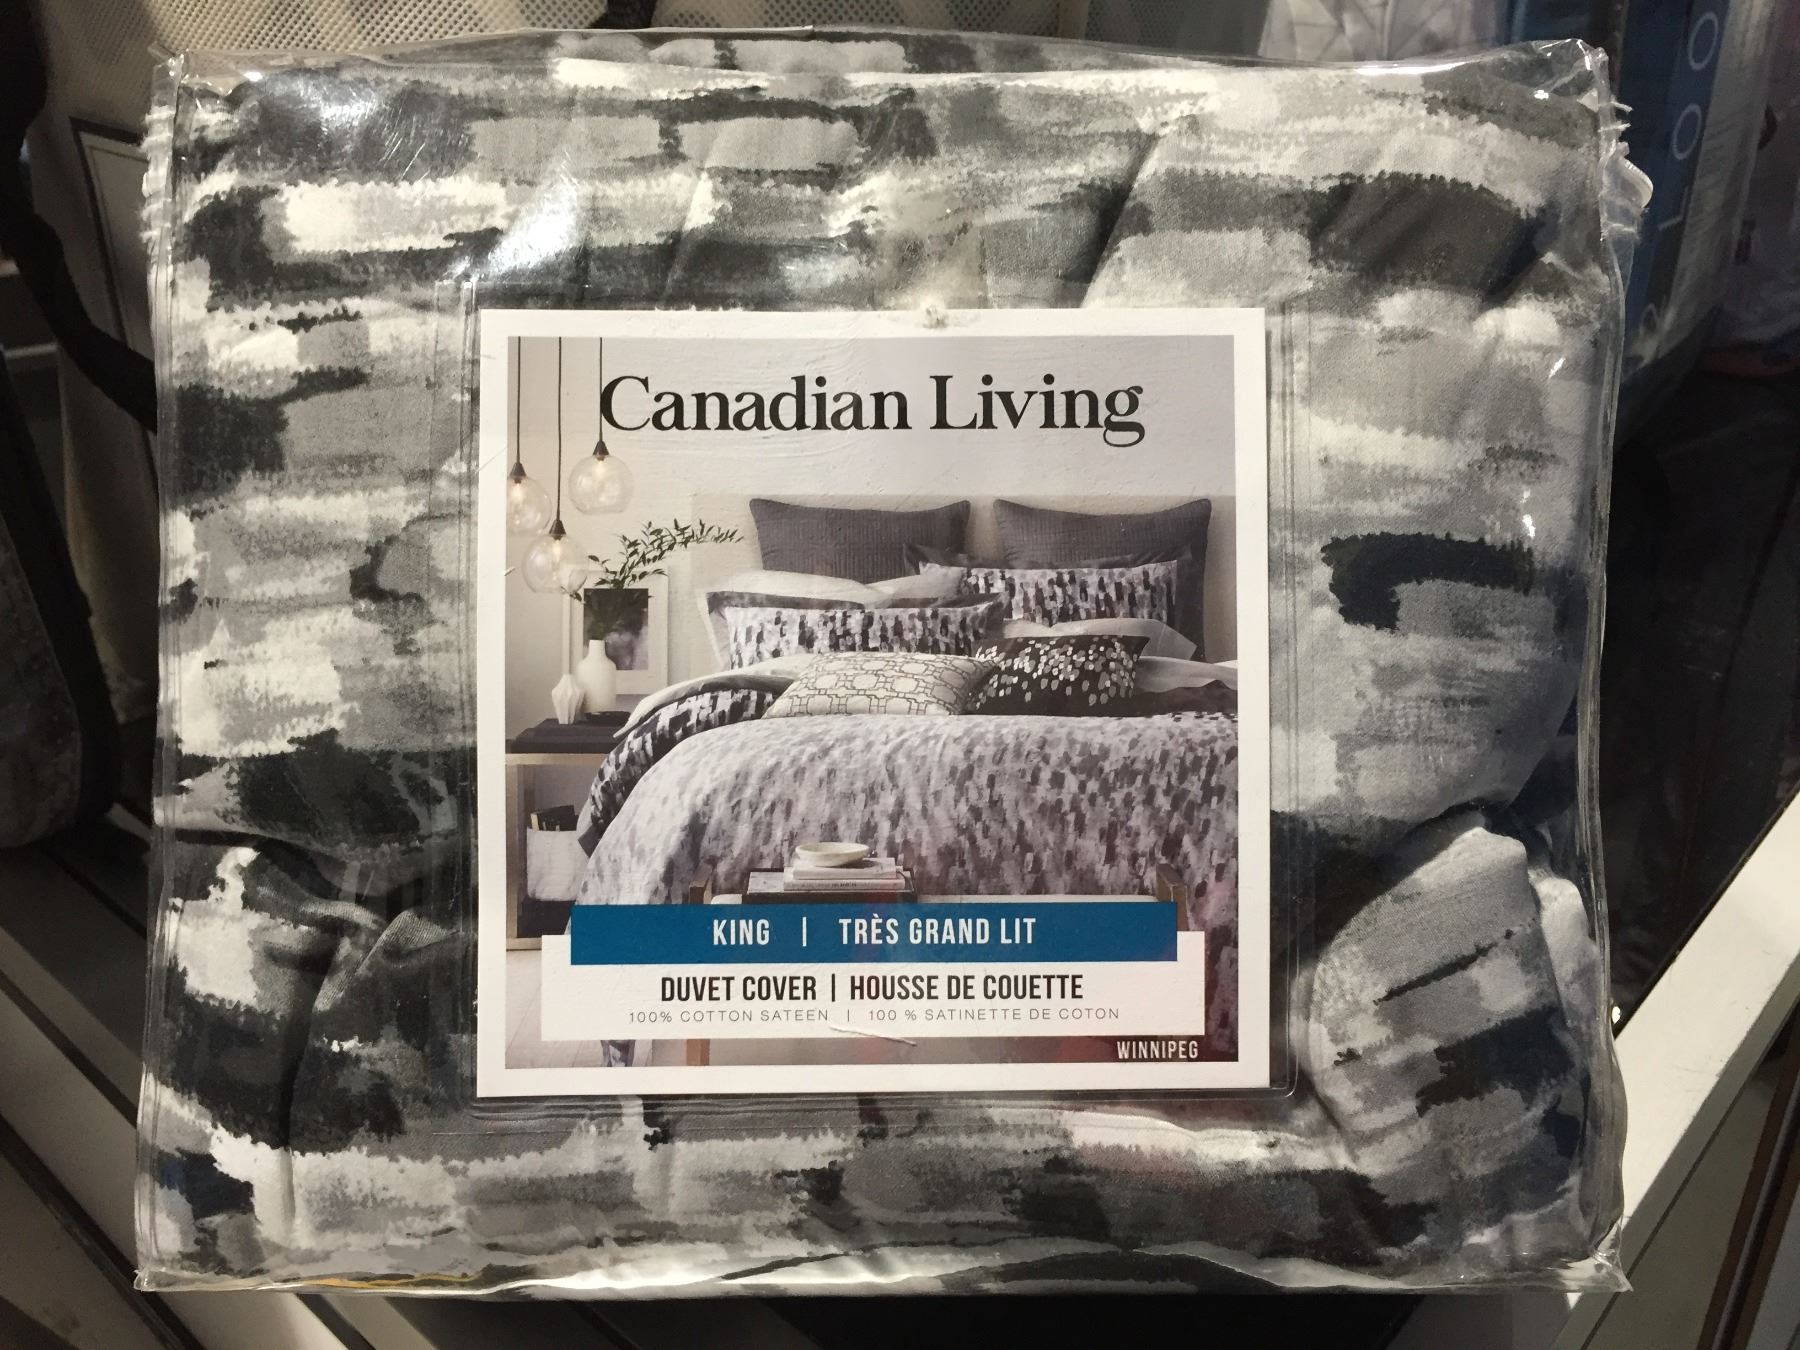 Canadian Living
KING | TRÈS GRAND LIT
DUVET COVER | HOUSSE DE COUETTE
100% COTTON SATEEN | 100 % SATINETTE DE COTON
WINNIPEG